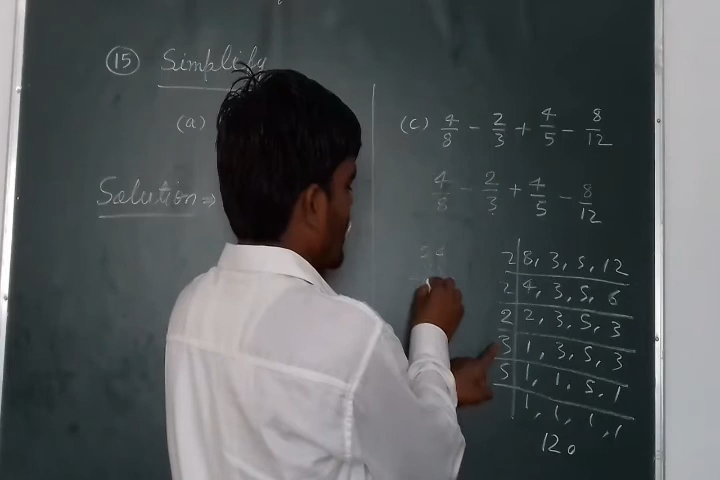 (15) Simplify
(a)
Solution ⇒
(C) 4/8 - 2/3 + 4/5 - 8/12
4/8 - 2/3 + 4/5 - 8/12
24
2 | 8, 3, 5, 12
2 | 4, 3, 5, 6
2 | 2, 3, 5, 3
3 | 1, 3, 5, 3
5 | 1, 1, 5, 1
1, 1, 1, 1
120